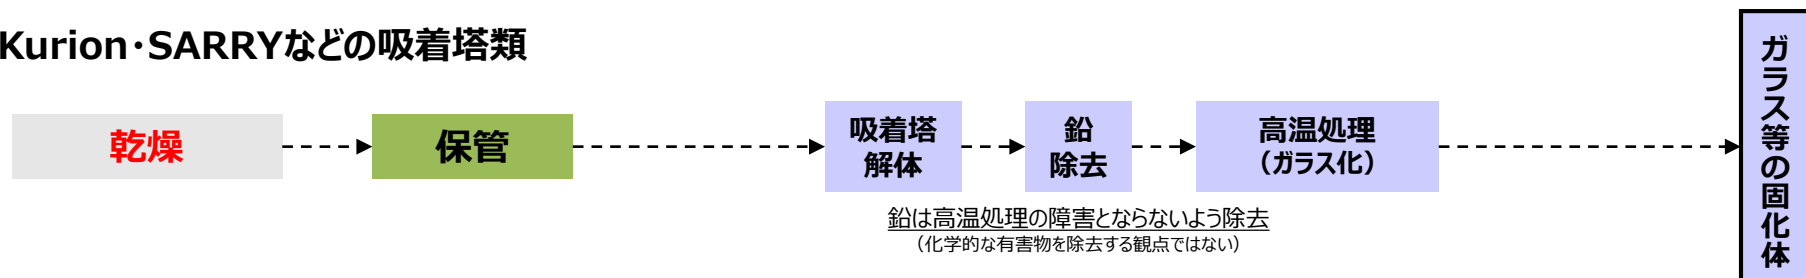 Kurion･SARRYなどの吸着塔類
乾燥
保管
吸着塔
解体
鉛
除去
高温処理
（ガラス化）
鉛は高温処理の障害とならないよう除去
（化学的な有害物を除去する観点ではない）
ガラス等の固化体